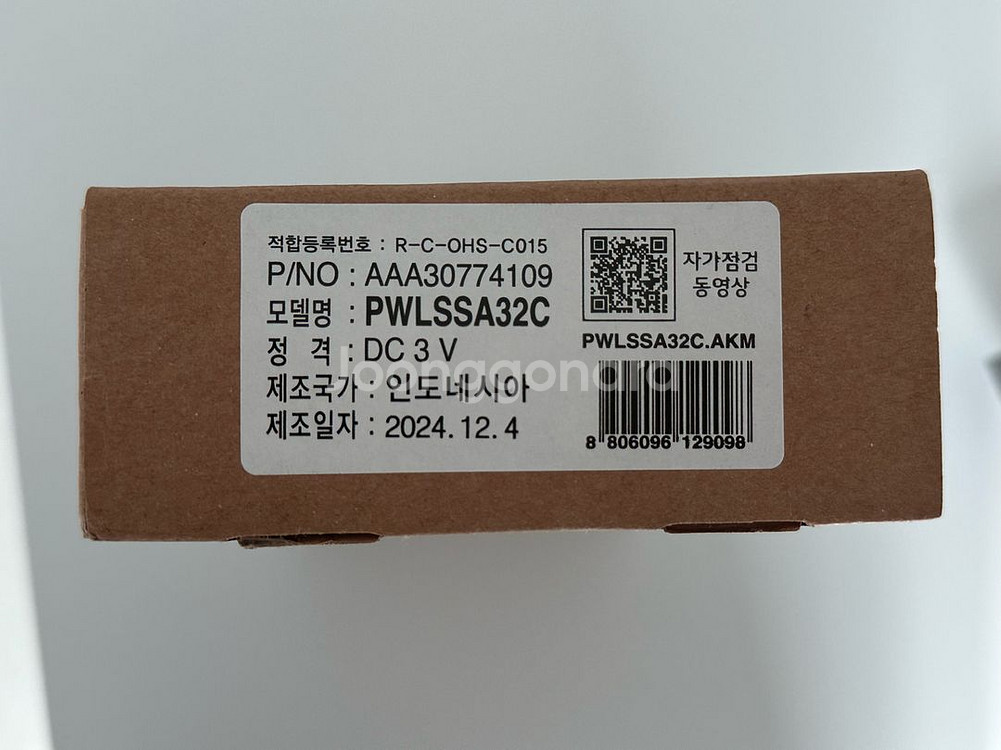 적합등록번호 : R-C-OHS-C015
P/NO : AAA30774109
모델명 : PWLSSA32C
정 격 : DC 3 V
제조국가 : 인도네시아
제조일자 : 2024.12.4
자가점검
동영상
PWLSSA32C.AKM
8 806096 129098
Joonggonara